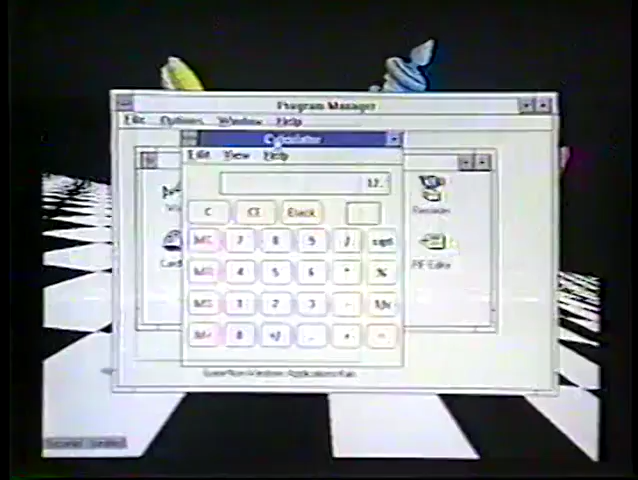 Program Manager
File Options Window Help
Calculator
Edit View Help
12.
C CE Back
MC 7 8 9 / sqrt
MR 4 5 6 * %
MS 1 2 3 - 1/x
M+ 0 +/- . + =
Recorder
PIF Editor